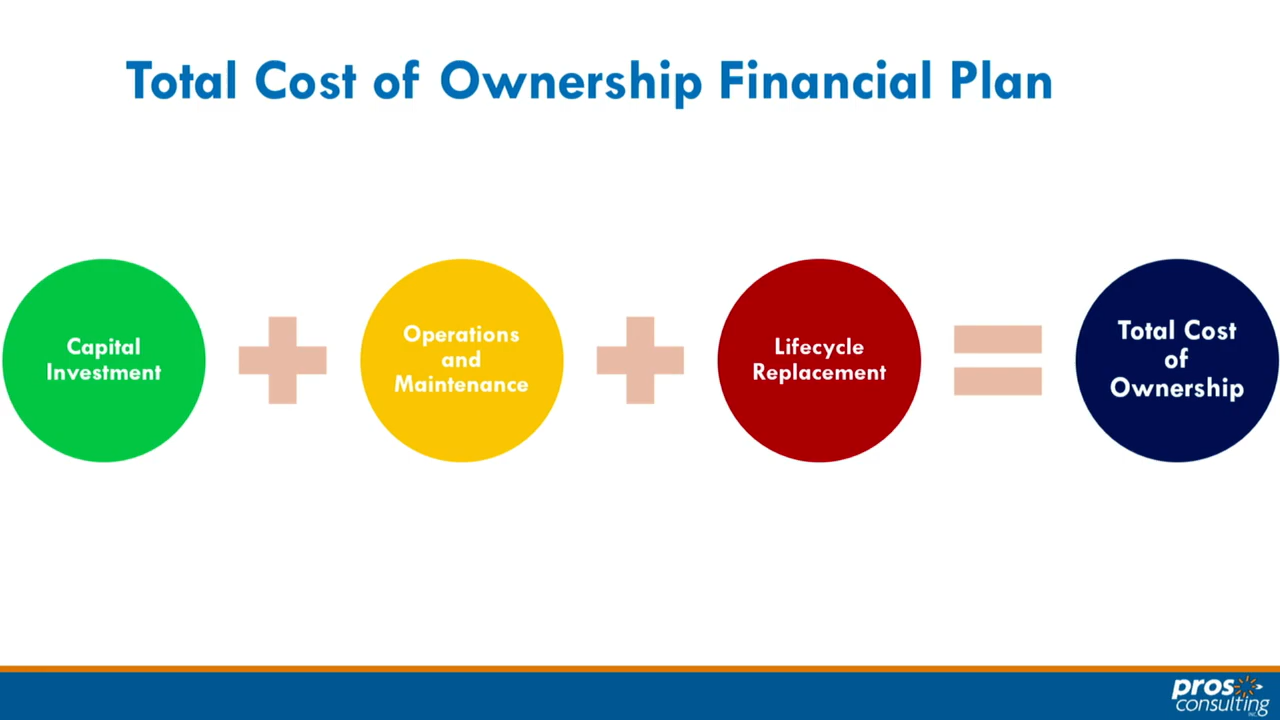 Total Cost of Ownership Financial Plan
Capital
Investment
Operations
and
Maintenance
Lifecycle
Replacement
Total Cost
of
Ownership
pros
consulting
INC.